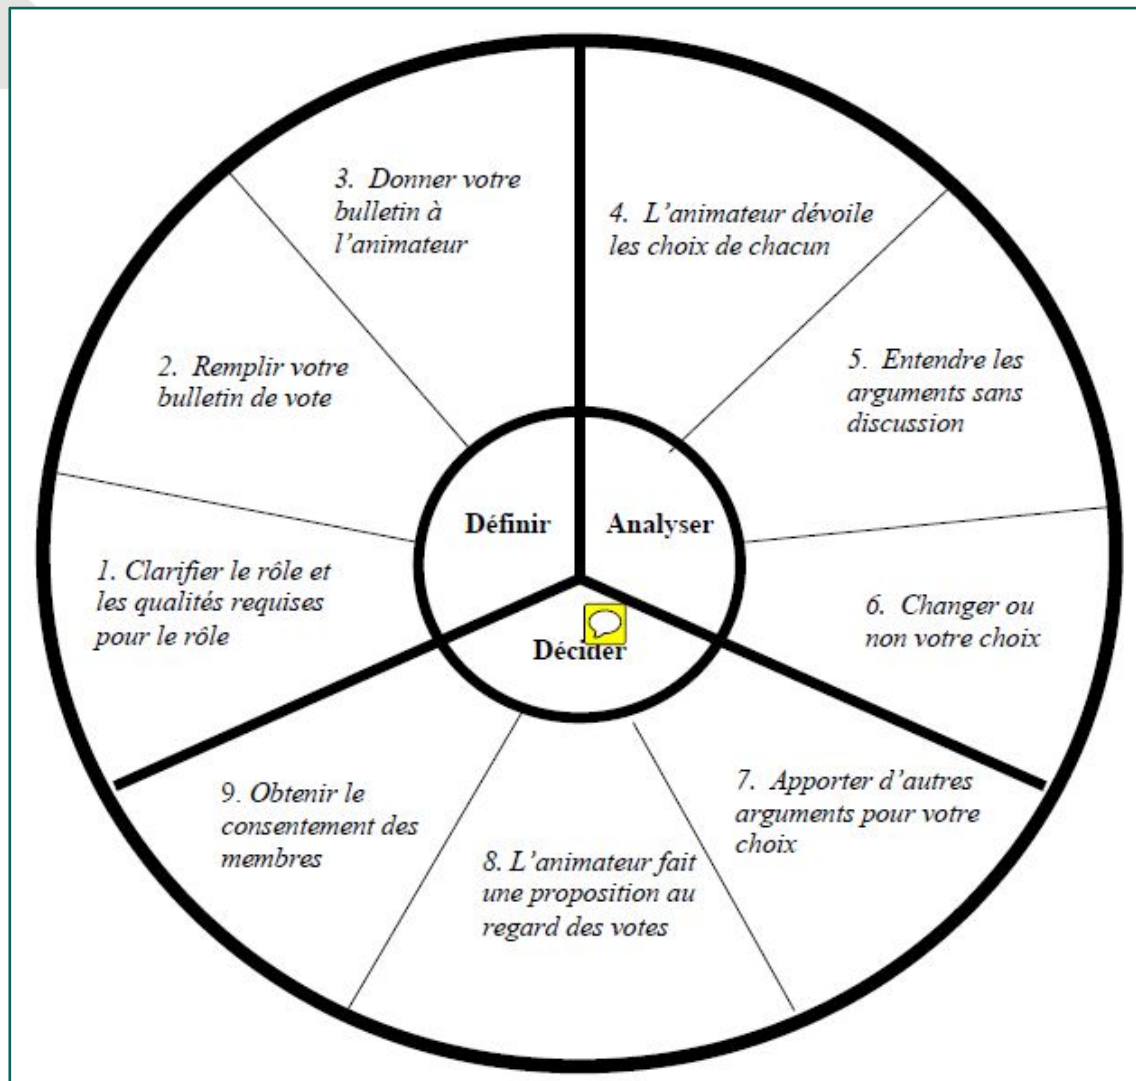 3. Donner votre
bulletin à
l'animateur
4. L'animateur dévoile
les choix de chacun
2. Remplir votre
bulletin de vote
5. Entendre les
arguments sans
discussion
Définir
Analyser
1. Clarifier le rôle et
les qualités requises
pour le rôle
6. Changer ou
non votre choix
Décider
9. Obtenir le
consentement des
membres
7. Apporter d'autres
arguments pour votre
choix
8. L'animateur fait
une proposition au
regard des votes